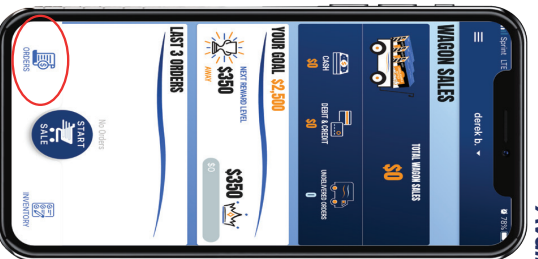 Sprint LTE 78%
derek b.
WAGON SALES
TOTAL WAGON SALES
$0
CASH
$0
DEBIT & CREDIT
$0
UNDELIVERED ORDERS
0
YOUR GOAL $2,500
NEXT REWARD LEVEL
$350
AWAY
$350
$0
LAST 3 ORDERS
No Orders
ORDERS
START
SALE
INVENTORY